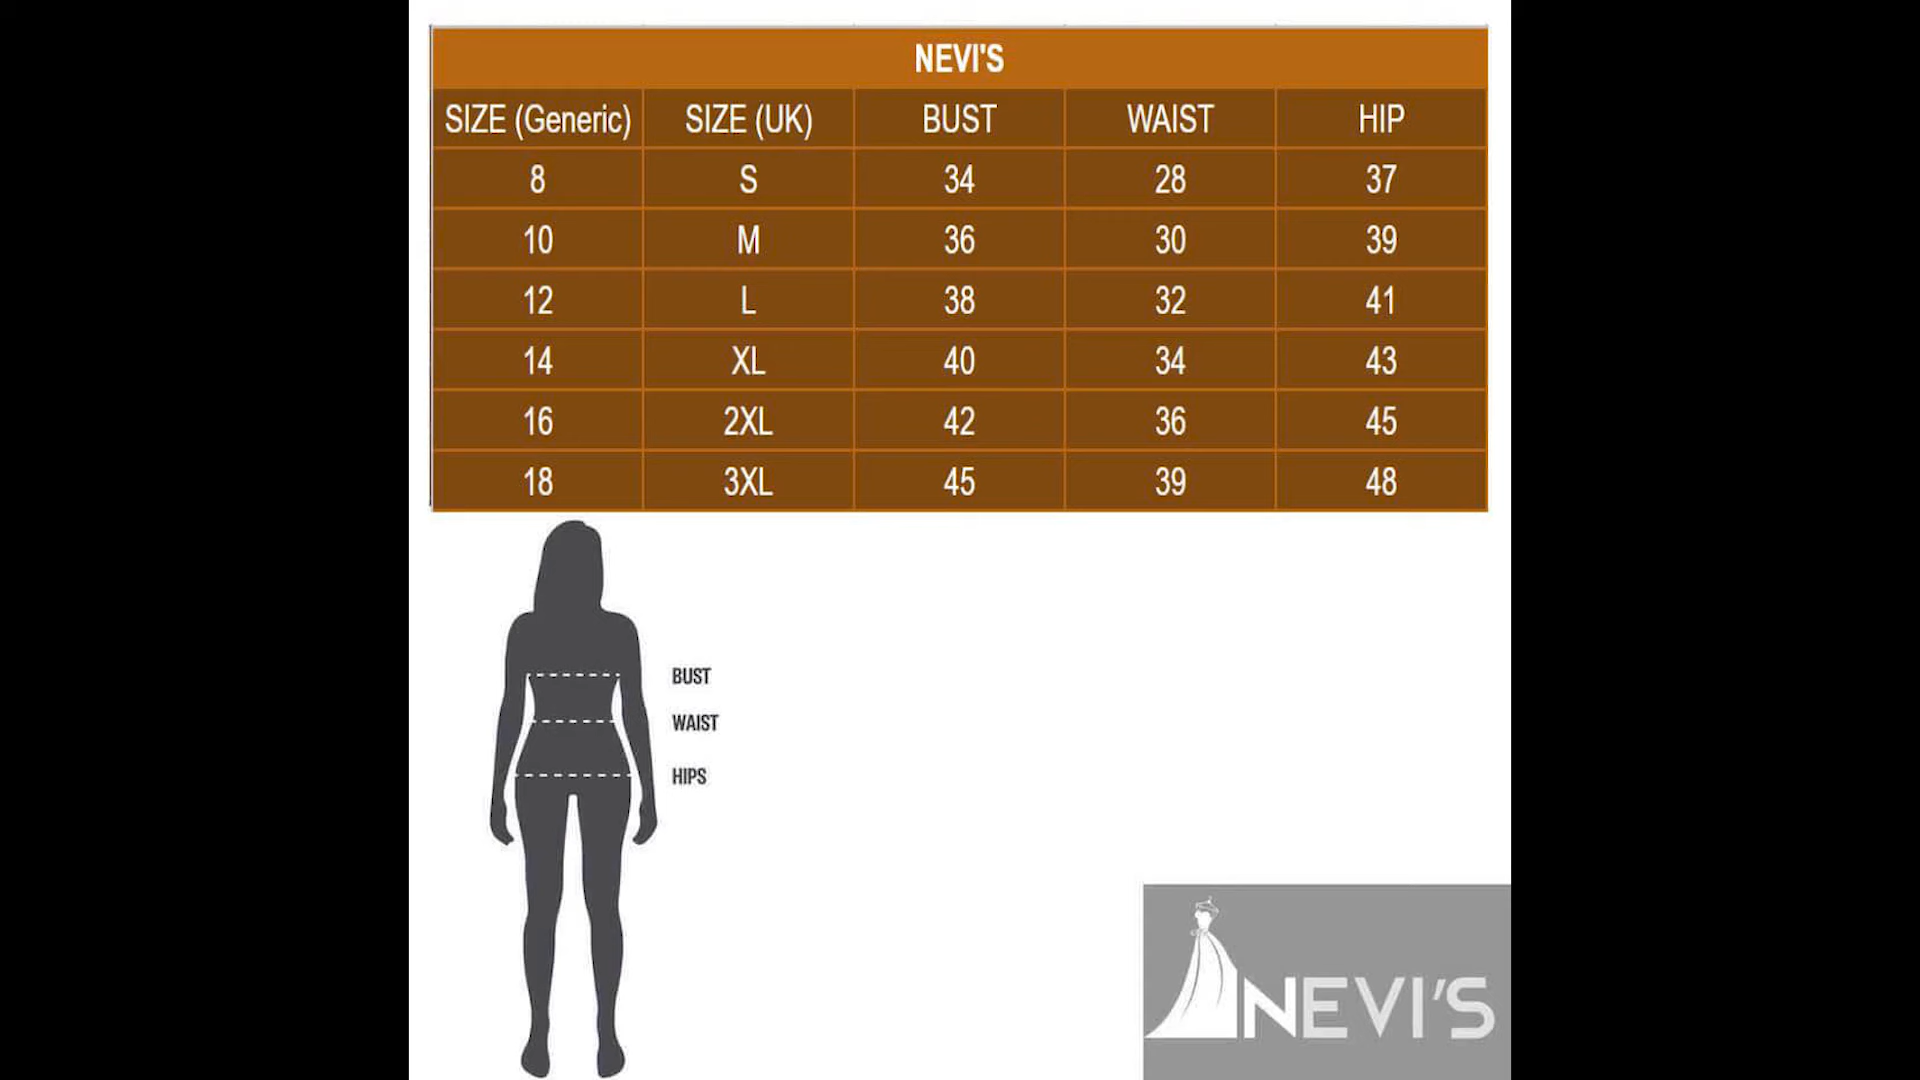 NEVI'S
SIZE (Generic) SIZE (UK) BUST WAIST HIP
8 S 34 28 37
10 M 36 30 39
12 L 38 32 41
14 XL 40 34 43
16 2XL 42 36 45
18 3XL 45 39 48
BUST
WAIST
HIPS
NEVI'S